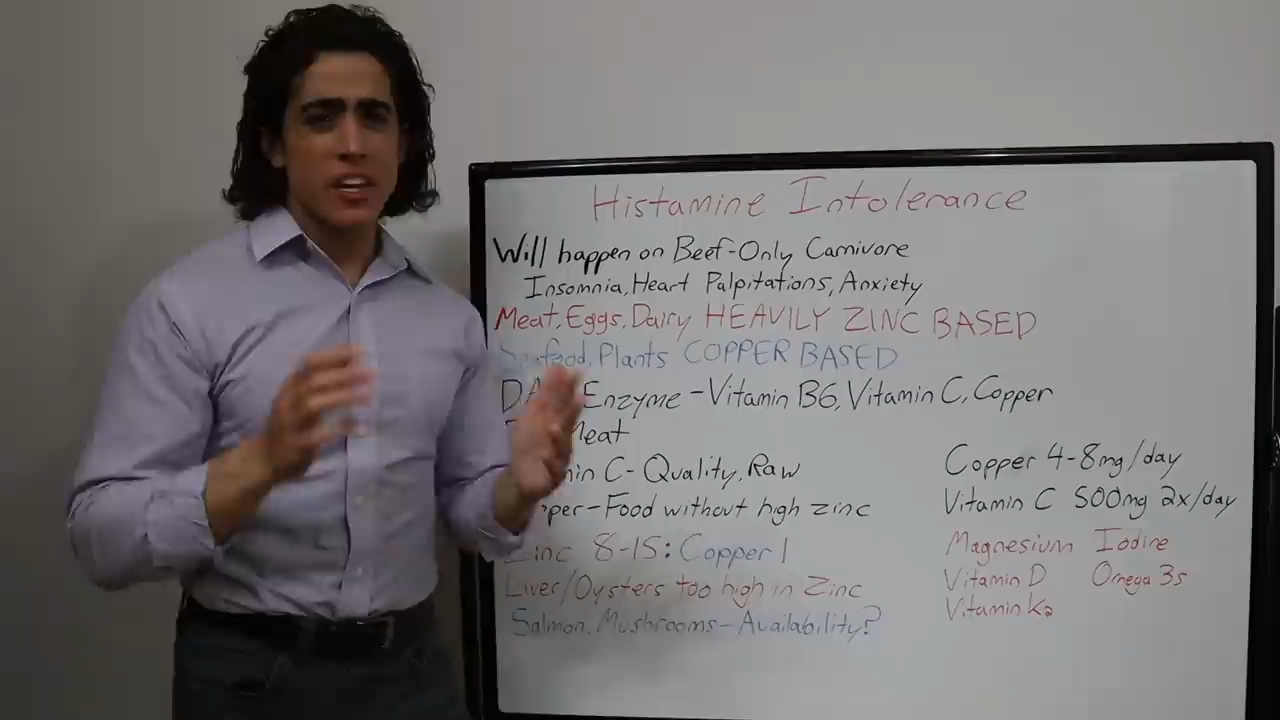 Histamine Intolerance
Will happen on Beef-Only Carnivore
Insomnia, Heart Palpitations, Anxiety
Meat, Eggs, Dairy HEAVILY ZINC BASED
Seafood, Plants COPPER BASED
Enzyme - Vitamin B6, Vitamin C, Copper
Meat
C - Quality, Raw
Food without high zinc
Zinc 8-15: Copper 1
Liver/Oysters too high in Zinc
Salmon, Mushrooms - Availability?
Copper 4-8mg/day
Vitamin C 500mg 2x/day
Magnesium Iodine
Vitamin D Omega 3s
Vitamin K2